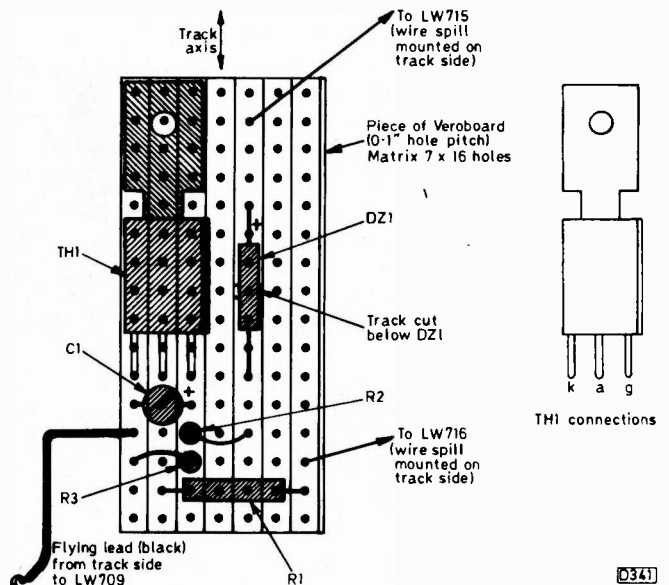 Track
axis
To LW715
(wire spill
mounted on
track side)
Piece of Veroboard
(0·1" hole pitch)
Matrix 7 x 16 holes
DZ1
+
TH1
Track cut
below DZ1
C1
+
R2
k a g
TH1 connections
To LW716
(wire spill
mounted on
track side)
R3
Flying lead (black)
from track side
to LW709
R1
D341